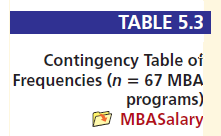 TABLE 5.3
Contingency Table of
Frequencies (n = 67 MBA
programs)
MBASalary